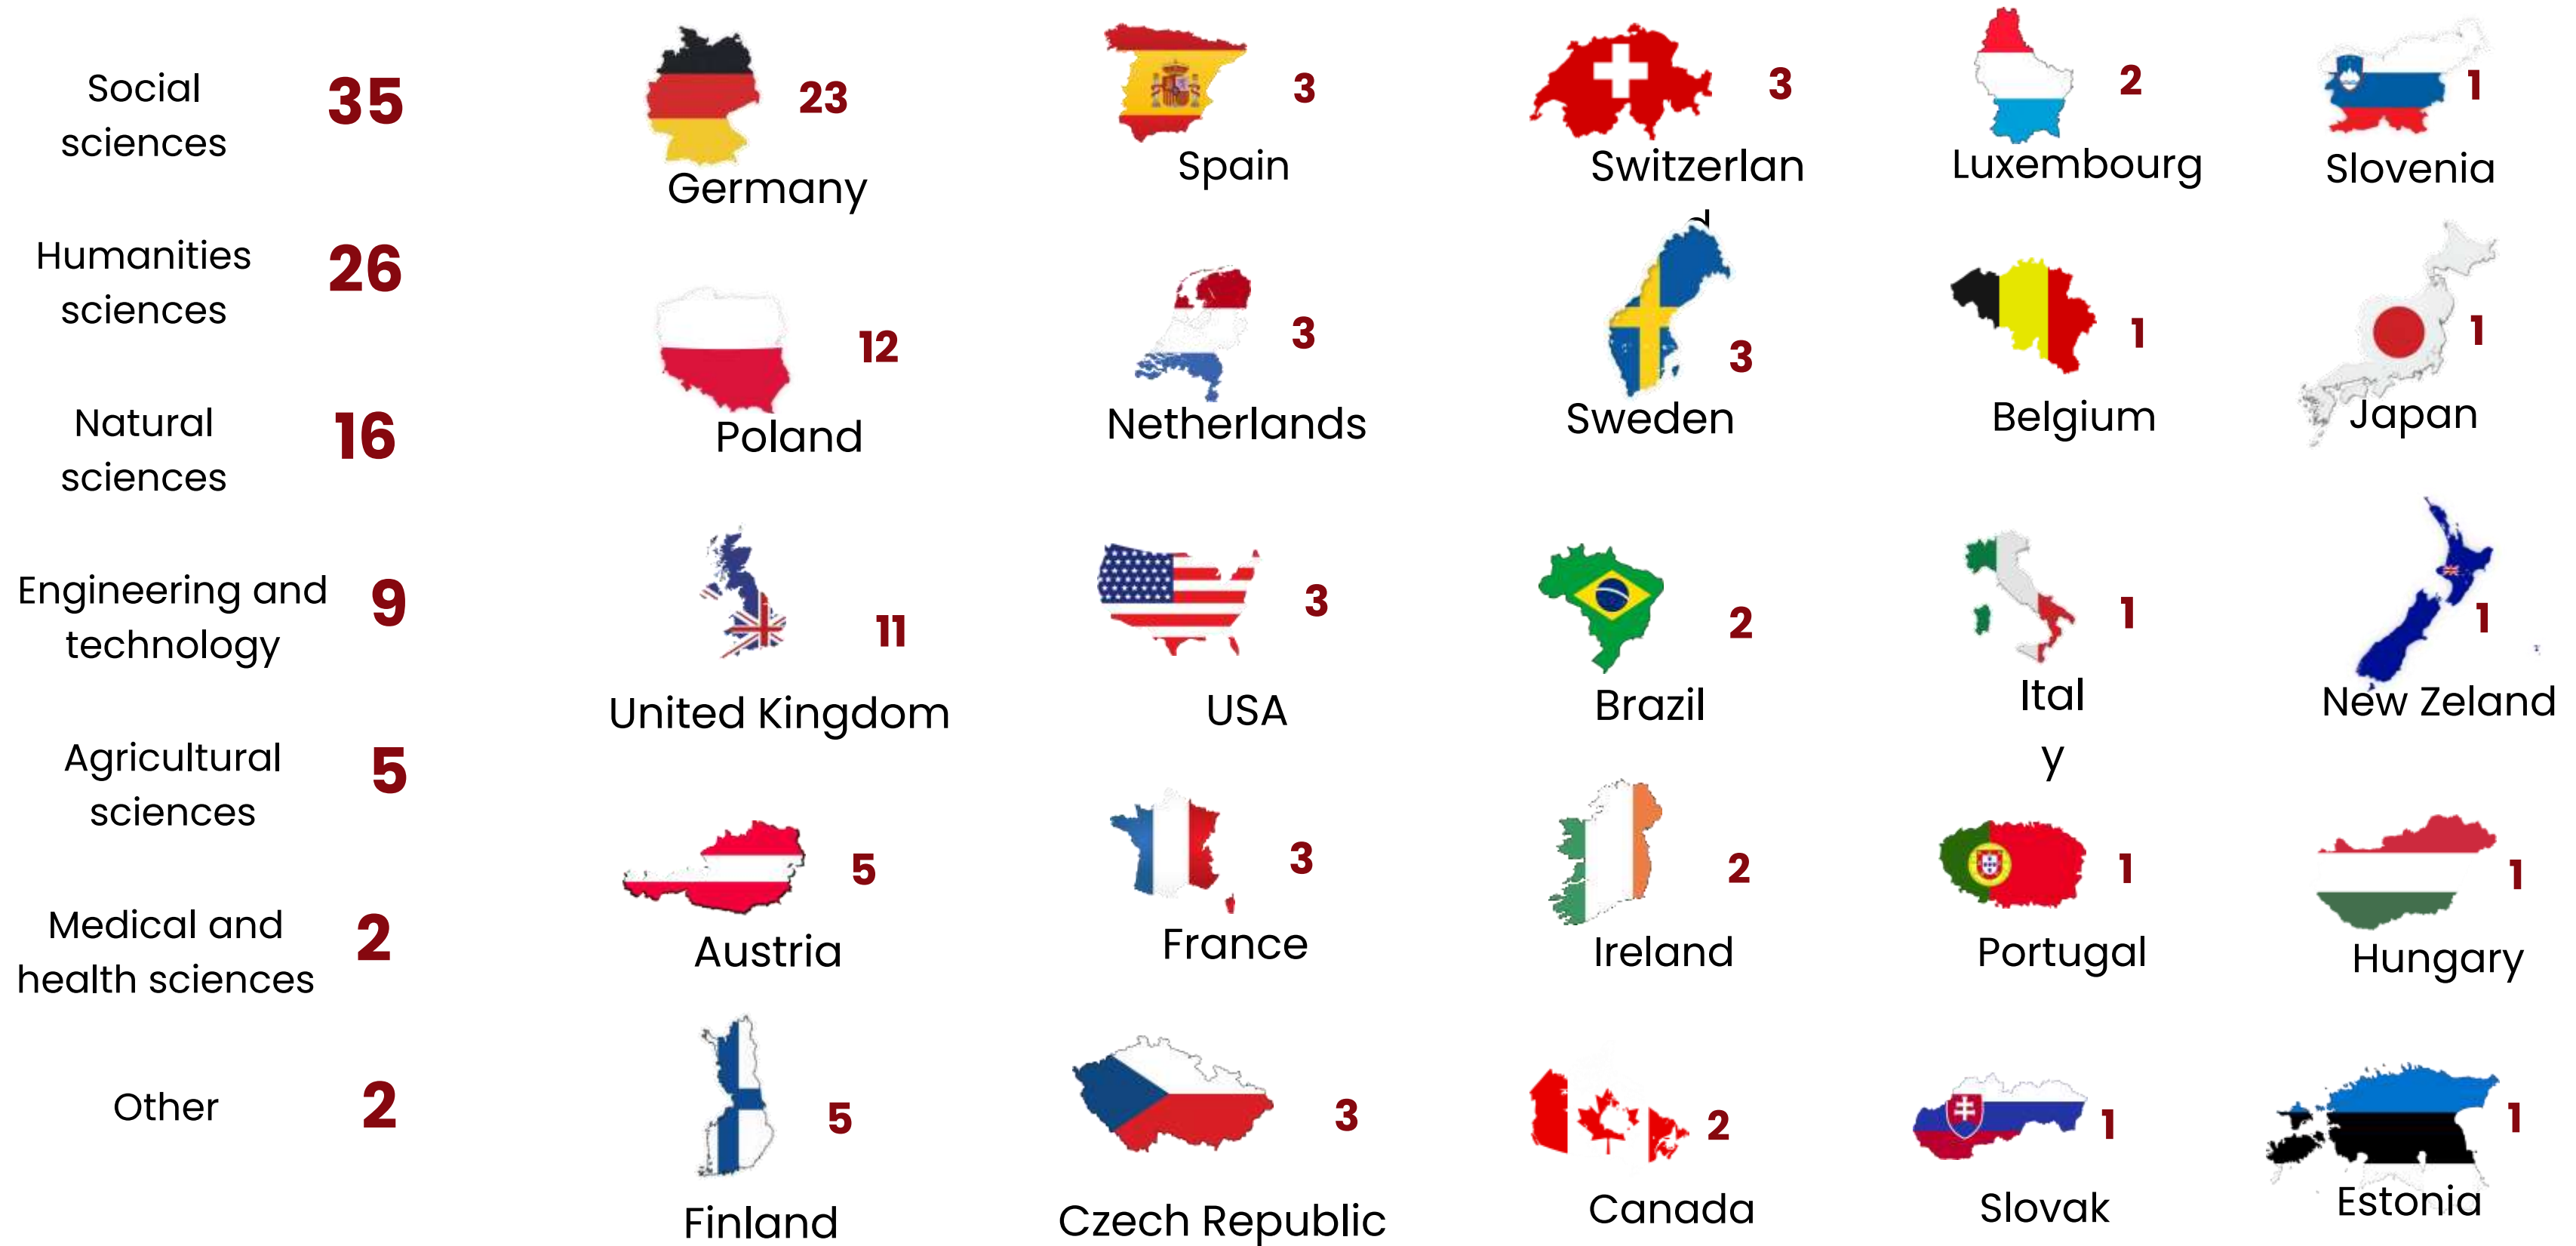 Social
sciences
35
Humanities
sciences
26
Natural
sciences
16
Engineering and
technology
9
Agricultural
sciences
5
Medical and
health sciences
2
Other
2
23
Germany
12
Poland
11
United Kingdom
5
Austria
5
Finland
3
Spain
3
Netherlands
3
USA
3
France
3
Czech Republic
3
Switzerlan
d
3
Sweden
2
Brazil
2
Ireland
2
Canada
2
Luxembourg
1
Belgium
1
Ital
y
1
Portugal
1
Slovak
1
Slovenia
1
Japan
1
New Zeland
1
Hungary
1
Estonia